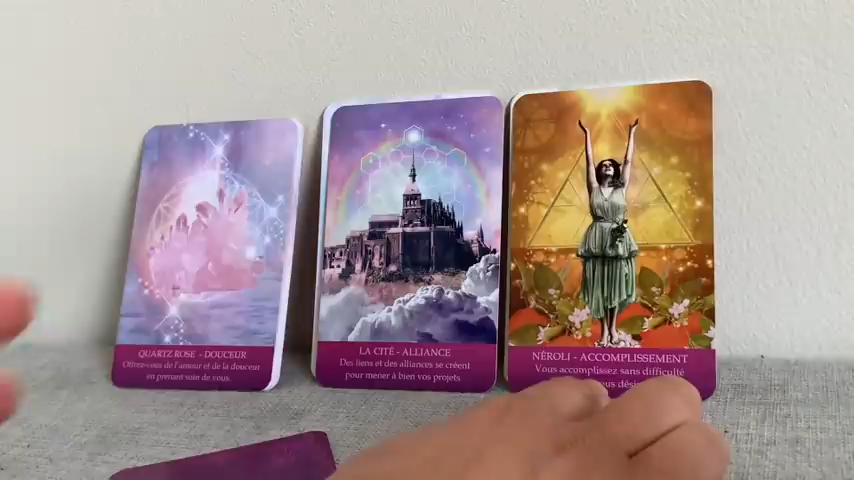 QUARTZ ROSE - DOUCEUR
Offrez-vous de l'amour et de la douceur
en prenant soin de vous.
LA CITÉ - ALLIANCE
Des liens et des alliances se créent
pour mener à bien vos projets
NÉROLI - ACCOMPLISSEMENT
Vous accomplissez sans difficulté